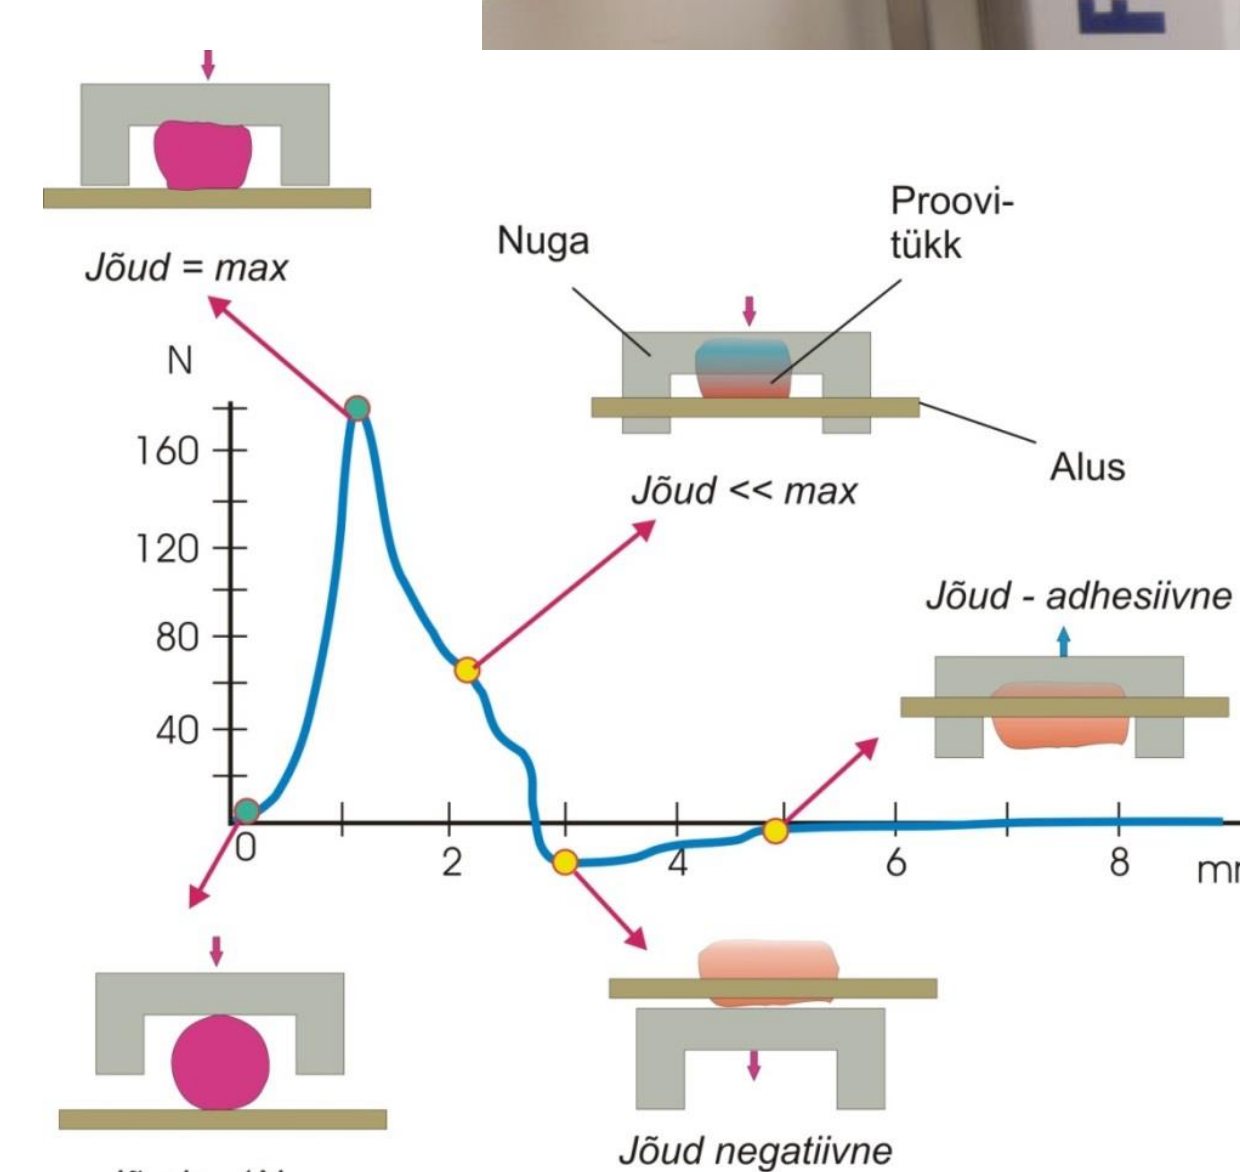 Jõud = max
Nuga
Proovi-
tükk
N
160
120
80
40
Jõud << max
Alus
Jõud - adhesiivne
0
2
4
6
8
Jõud negatiivne